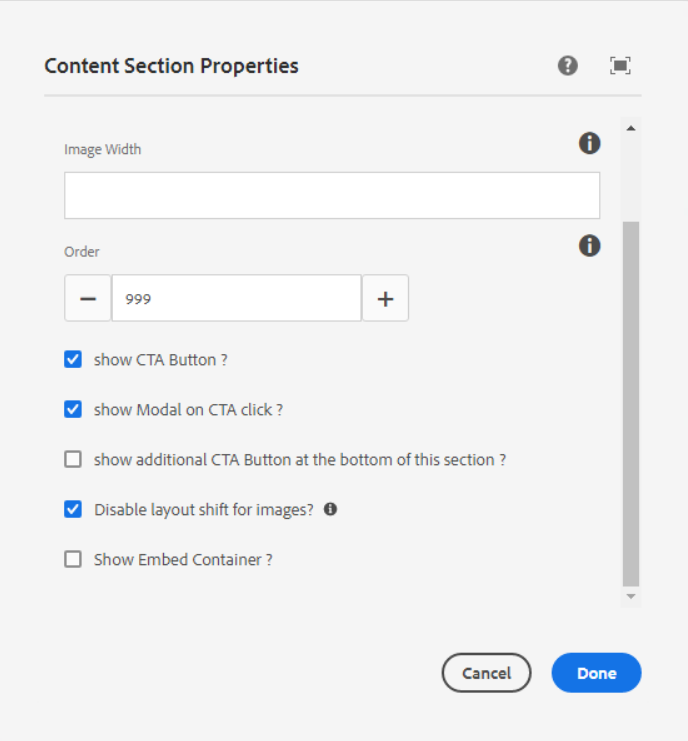 Content Section Properties
Image Width
Order
999
show CTA Button ?
show Modal on CTA click ?
show additional CTA Button at the bottom of this section ?
Disable layout shift for images?
Show Embed Container ?
Cancel Done